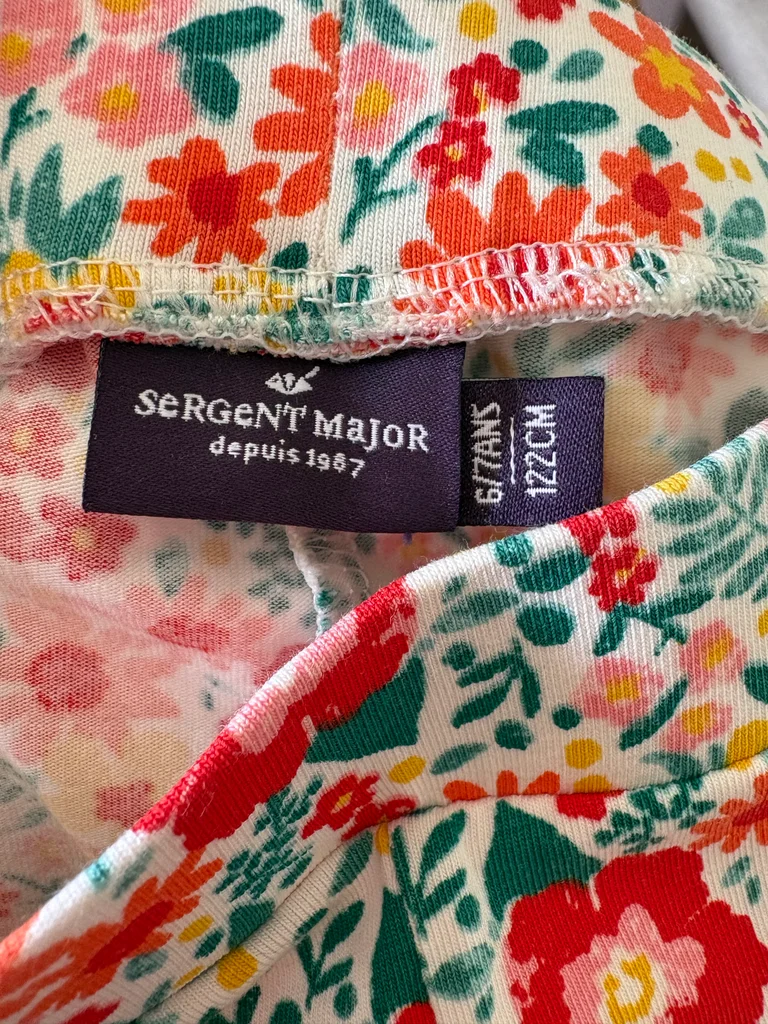 SeRGeNT MaJoR
depuis 1987
6/7ANS
122CM